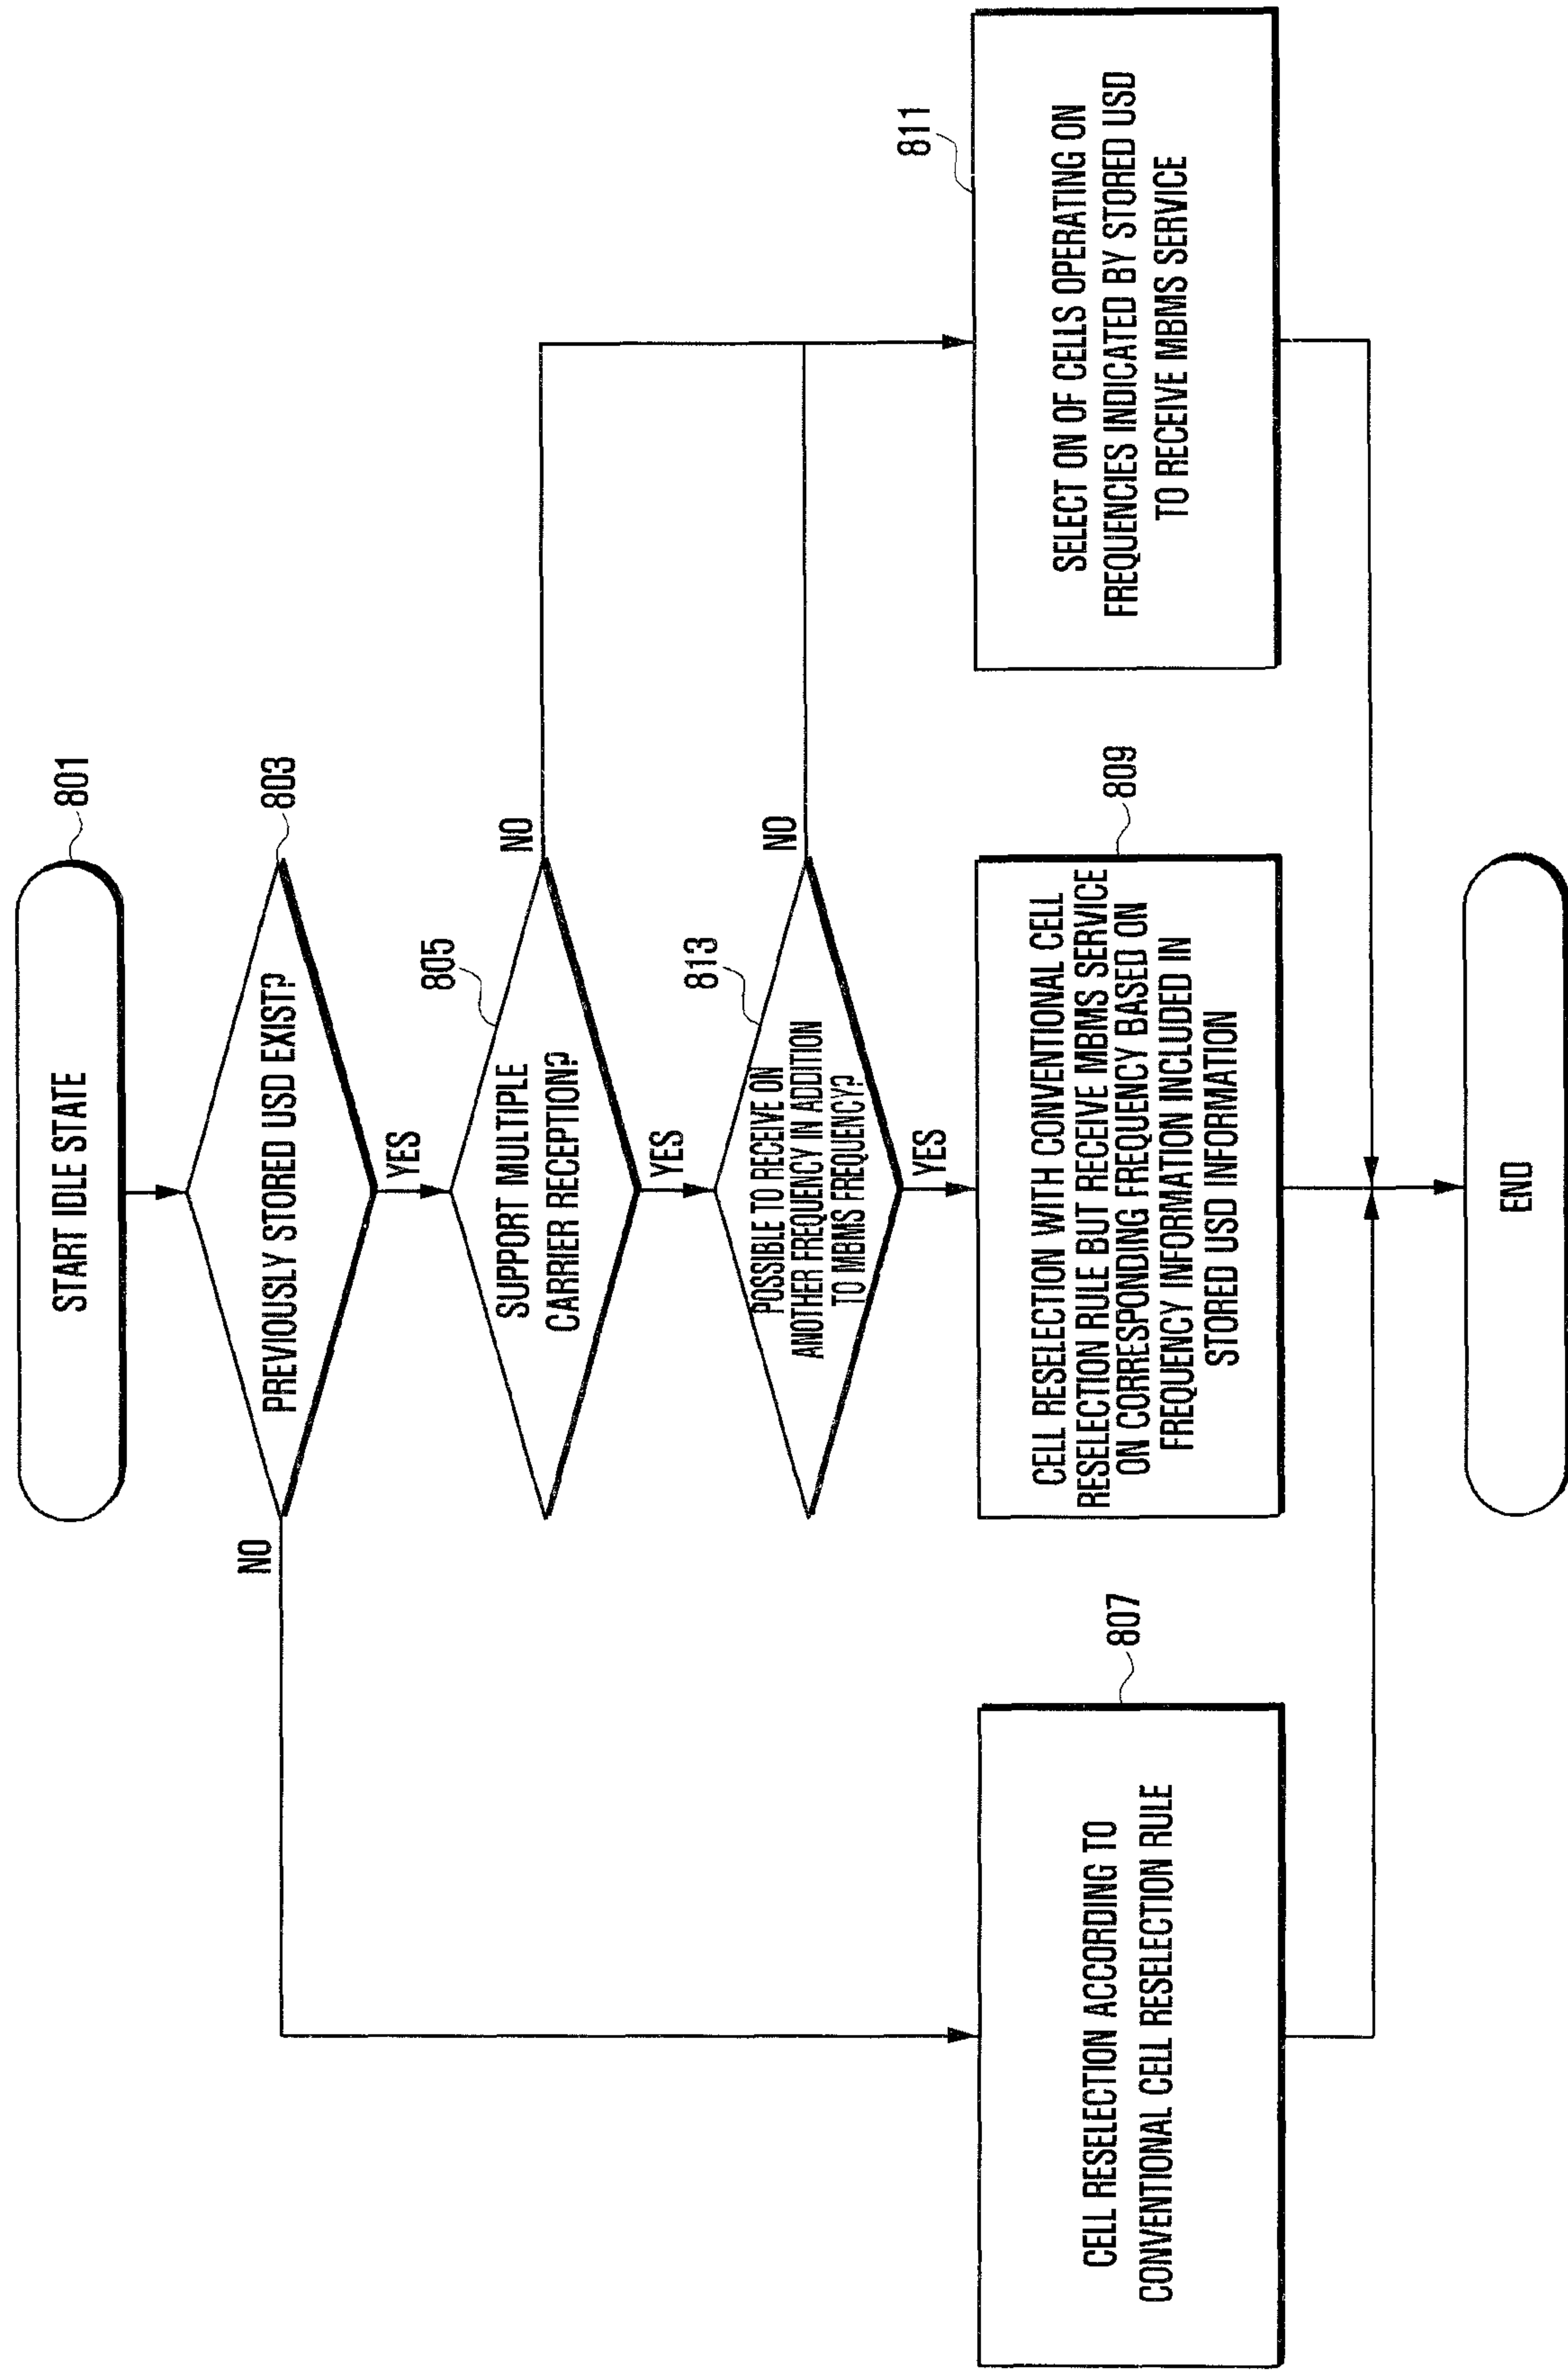 START IDLE STATE
801
PREVIOUSLY STORED USD EXIST?
803
NO
YES
SUPPORT MULTIPLE
CARRIER RECEPTION?
805
NO
YES
POSSIBLE TO RECEIVE ON
ANOTHER FREQUENCY IN ADDITION
TO MBMS FREQUENCY?
813
NO
YES
CELL RESELECTION ACCORDING TO
CONVENTIONAL CELL RESELECTION RULE
807
CELL RESELECTION WITH CONVENTIONAL CELL
RESELECTION RULE BUT RECEIVE MBMS SERVICE
ON CORRESPONDING FREQUENCY BASED ON
FREQUENCY INFORMATION INCLUDED IN
STORED USD INFORMATION
809
SELECT ON OF CELLS OPERATING ON
FREQUENCIES INDICATED BY STORED USD
TO RECEIVE MBMS SERVICE
811
END